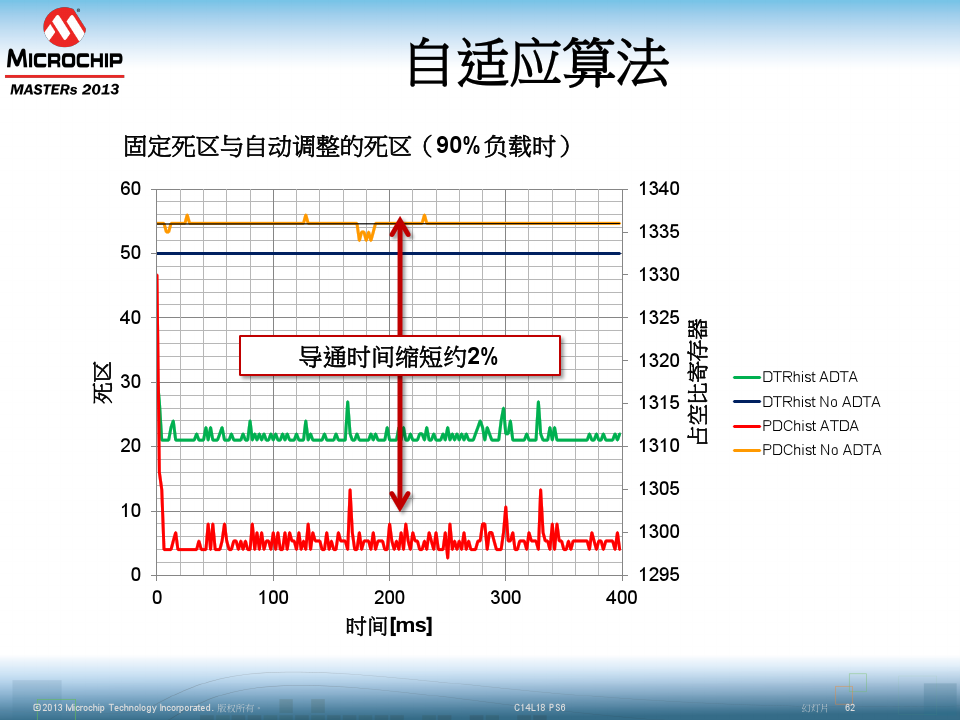 MICROCHIP
MASTERs 2013
自适应算法
固定死区与自动调整的死区（90%负载时）
60
50
40
30
20
10
0
1340
1335
1330
1325
1320
1315
1310
1305
1300
1295
死区
占空比寄存器
导通时间缩短约2%
0
100
200
300
400
时间[ms]
DTRhist ADTA
DTRhist No ADTA
PDChist ATDA
PDChist No ADTA
©2013 Microchip Technology Incorporated. 版权所有。
C14L18 PS6
幻灯片 62